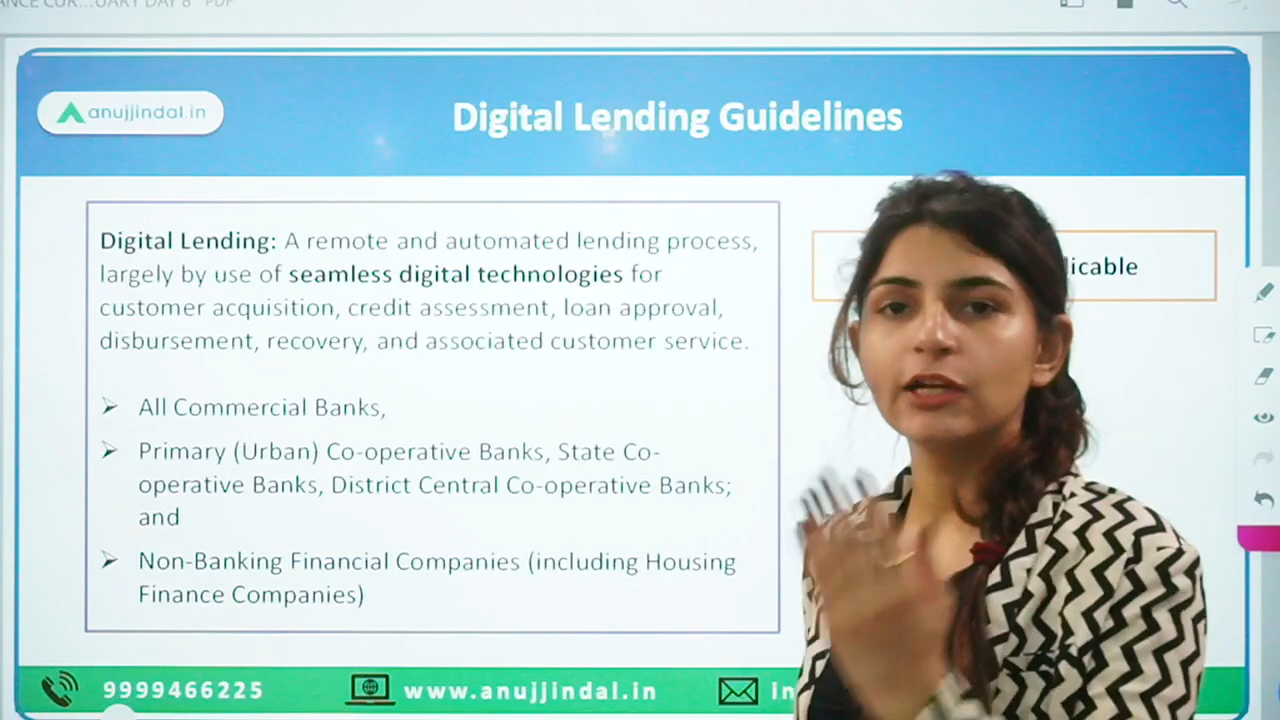 anujjindal.in
Digital Lending Guidelines
Digital Lending: A remote and automated lending process,
largely by use of seamless digital technologies for
customer acquisition, credit assessment, loan approval,
disbursement, recovery, and associated customer service.
➢ All Commercial Banks,
➢ Primary (Urban) Co-operative Banks, State Co-
operative Banks, District Central Co-operative Banks;
and
➢ Non-Banking Financial Companies (including Housing
Finance Companies)
9999466225
www.anujjindal.in